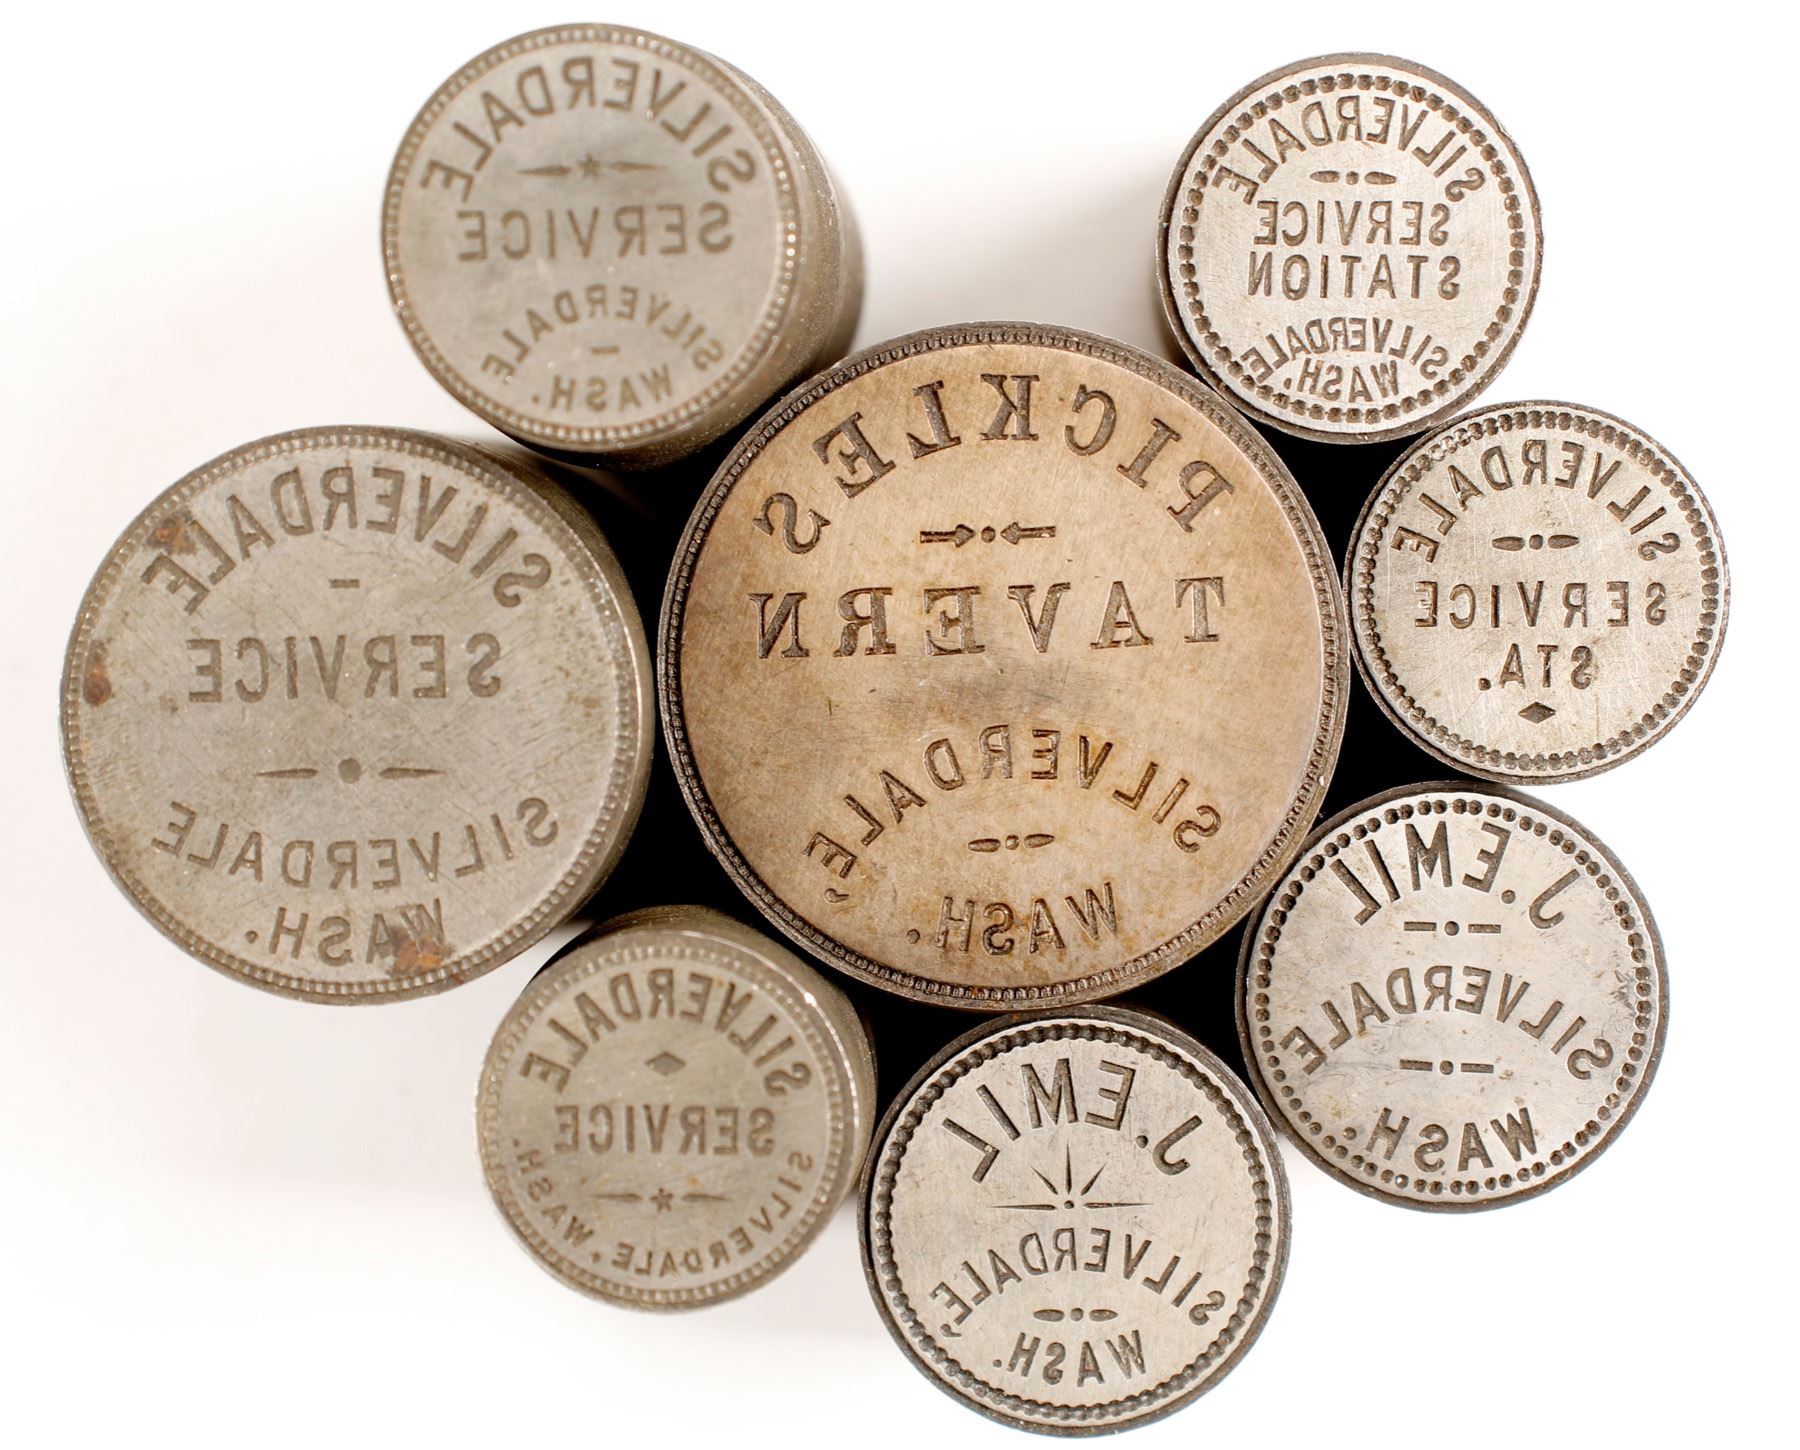 SILVERDALE
SERVICE
SILVERDALE
WASH.
SILVERDALE
SERVICE
STATION
SILVERDALE
WASH.
SILVERDALE
SERVICE
STA.
PICKLES
TAVERN
SILVERDALE,
WASH.
SILVERDALE
SERVICE
SILVERDALE
WASH.
J. EMIL
SILVERDALE
WASH.
SILVERDALE
SERVICE
SILVERDALE, WASH.
J. EMIL
SILVERDALE,
WASH.